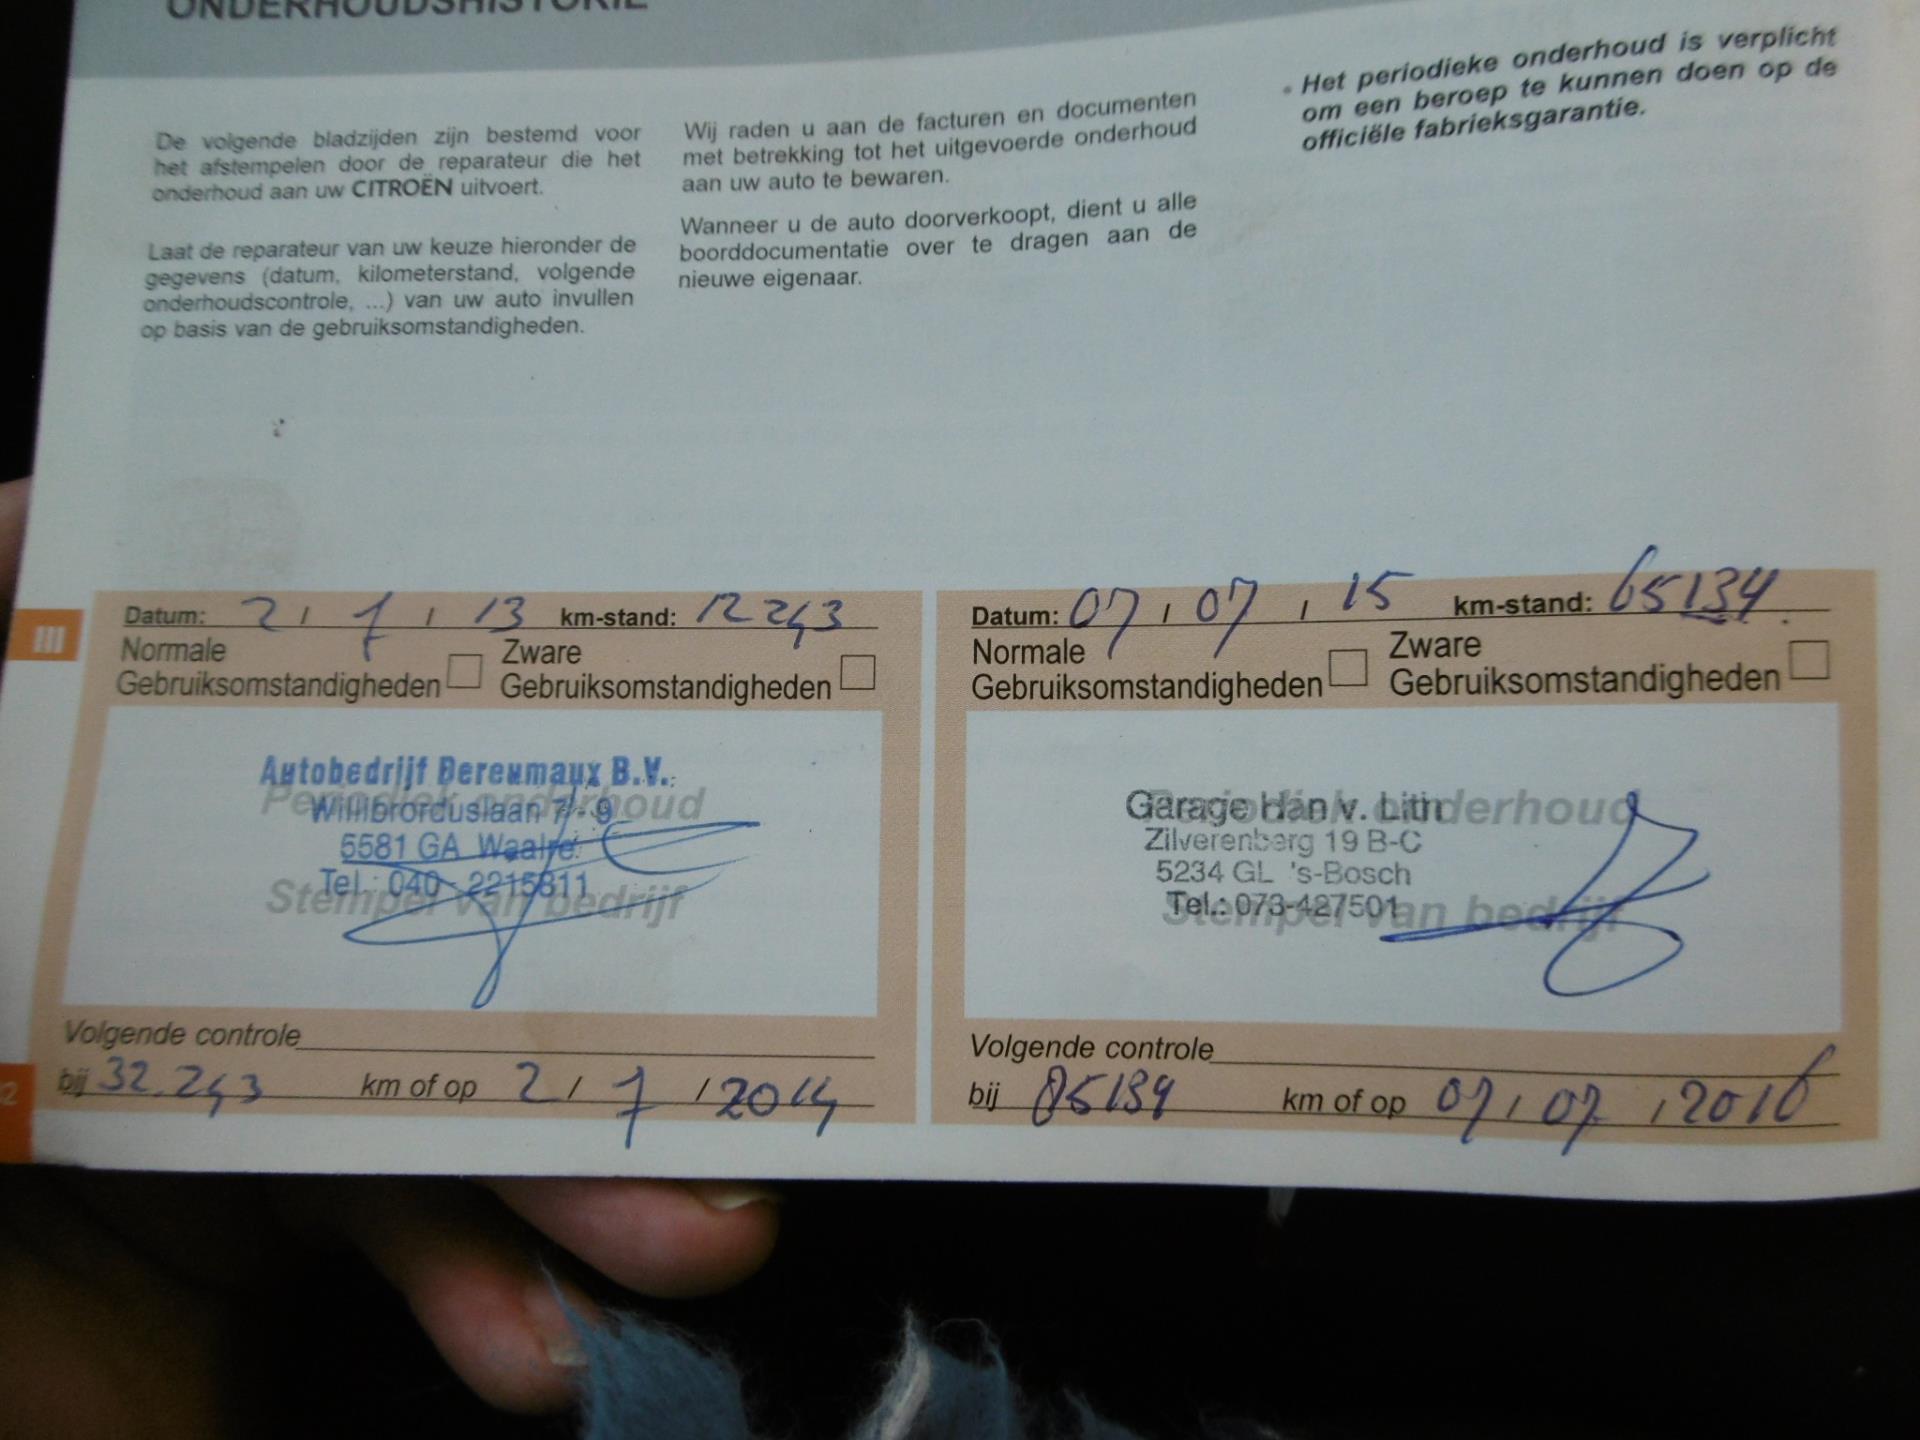 ONDERHOUDSHISTORIE
De volgende bladzijden zijn bestemd voor
het afstempelen door de reparateur die het
onderhoud aan uw CITROËN uitvoert.
Laat de reparateur van uw keuze hieronder de
gegevens (datum, kilometerstand, volgende
onderhoudscontrole, ...) van uw auto invullen
op basis van de gebruiksomstandigheden.
Wij raden u aan de facturen en documenten
met betrekking tot het uitgevoerde onderhoud
aan uw auto te bewaren.
Wanneer u de auto doorverkoopt, dient u alle
boorddocumentatie over te dragen aan de
nieuwe eigenaar.
• Het periodieke onderhoud is verplicht
om een beroep te kunnen doen op de
officiële fabrieksgarantie.
III
Datum: 2 / 7 / 13 km-stand: 12243
Normale
Gebruiksomstandigheden
Zware
Gebruiksomstandigheden
Periodiek onderhoud
Stempel van bedrijf
Autobedrijf Dereumaux B.V.
Willibrorduslaan 7 - 9
5581 GA Waalre
Tel.: 040 - 2215811
Volgende controle
bij 32.243 km of op 2 / 7 / 2014
Datum: 07 / 07 / 15 km-stand: 65134
Normale
Gebruiksomstandigheden
Zware
Gebruiksomstandigheden
Periodiek onderhoud
Stempel van bedrijf
Garage Han v. Lith
Zilverenberg 19 B-C
5234 GL 's-Bosch
Tel.: 073-427501
Volgende controle
bij 85134 km of op 07 / 07 / 2016